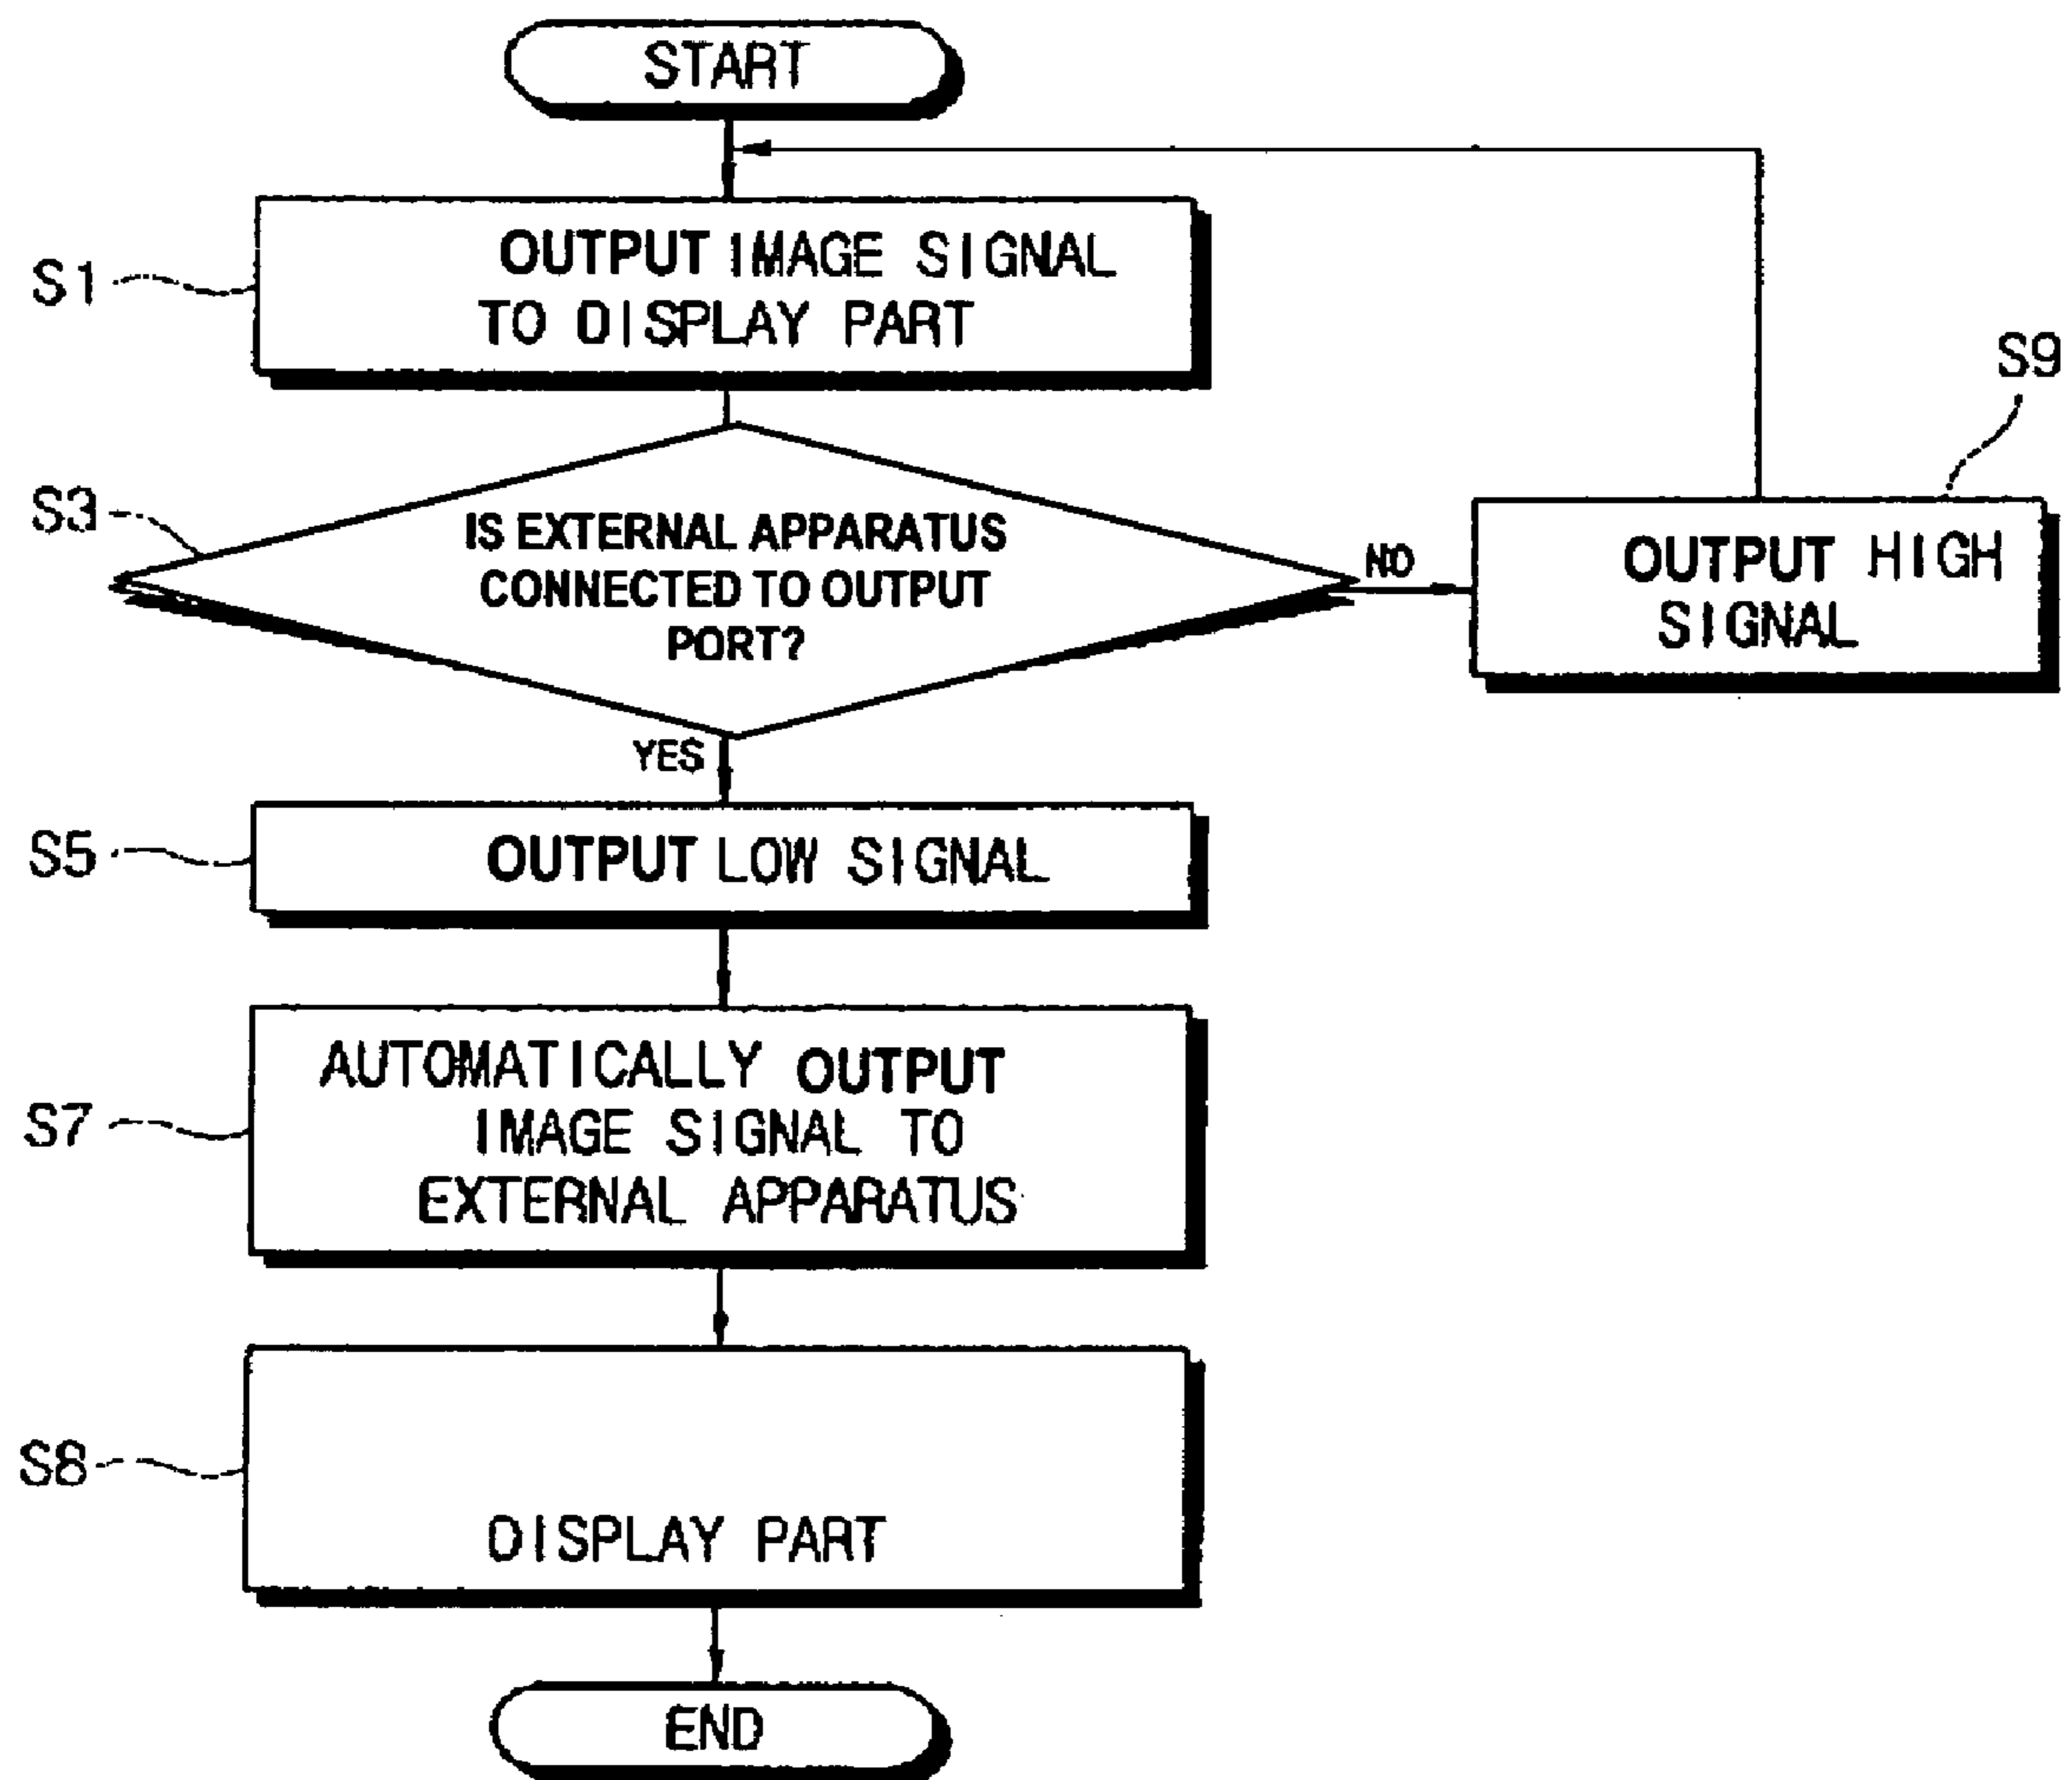 START
S1
OUTPUT IMAGE SIGNAL
TO DISPLAY PART
S9
S3
IS EXTERNAL APPARATUS
CONNECTED TO OUTPUT
PORT?
NO
OUTPUT HIGH
SIGNAL
YES
S5
OUTPUT LOW SIGNAL
S7
AUTOMATICALLY OUTPUT
IMAGE SIGNAL TO
EXTERNAL APPARATUS
S8
DISPLAY PART
END